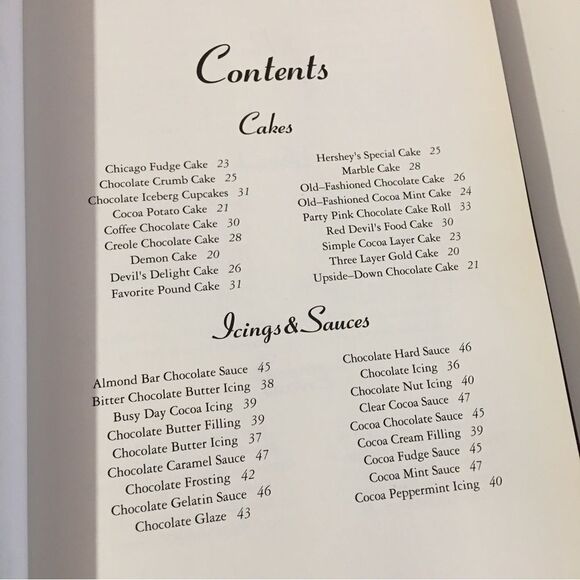 Contents
Cakes
Chicago Fudge Cake 23
Chocolate Crumb Cake 25
Chocolate Iceberg Cupcakes 31
Cocoa Potato Cake 21
Coffee Chocolate Cake 30
Creole Chocolate Cake 28
Demon Cake 20
Devil's Delight Cake 26
Favorite Pound Cake 31
Hershey's Special Cake 25
Marble Cake 28
Old–Fashioned Chocolate Cake 26
Old–Fashioned Cocoa Mint Cake 24
Party Pink Chocolate Cake Roll 33
Red Devil's Food Cake 30
Simple Cocoa Layer Cake 23
Three Layer Gold Cake 20
Upside–Down Chocolate Cake 21
Icings & Sauces
Almond Bar Chocolate Sauce 45
Bitter Chocolate Butter Icing 38
Busy Day Cocoa Icing 39
Chocolate Butter Filling 39
Chocolate Butter Icing 37
Chocolate Caramel Sauce 47
Chocolate Frosting 42
Chocolate Gelatin Sauce 46
Chocolate Glaze 43
Chocolate Hard Sauce 46
Chocolate Icing 36
Chocolate Nut Icing 40
Clear Cocoa Sauce 47
Cocoa Chocolate Sauce 45
Cocoa Cream Filling 39
Cocoa Fudge Sauce 45
Cocoa Mint Sauce 47
Cocoa Peppermint Icing 40